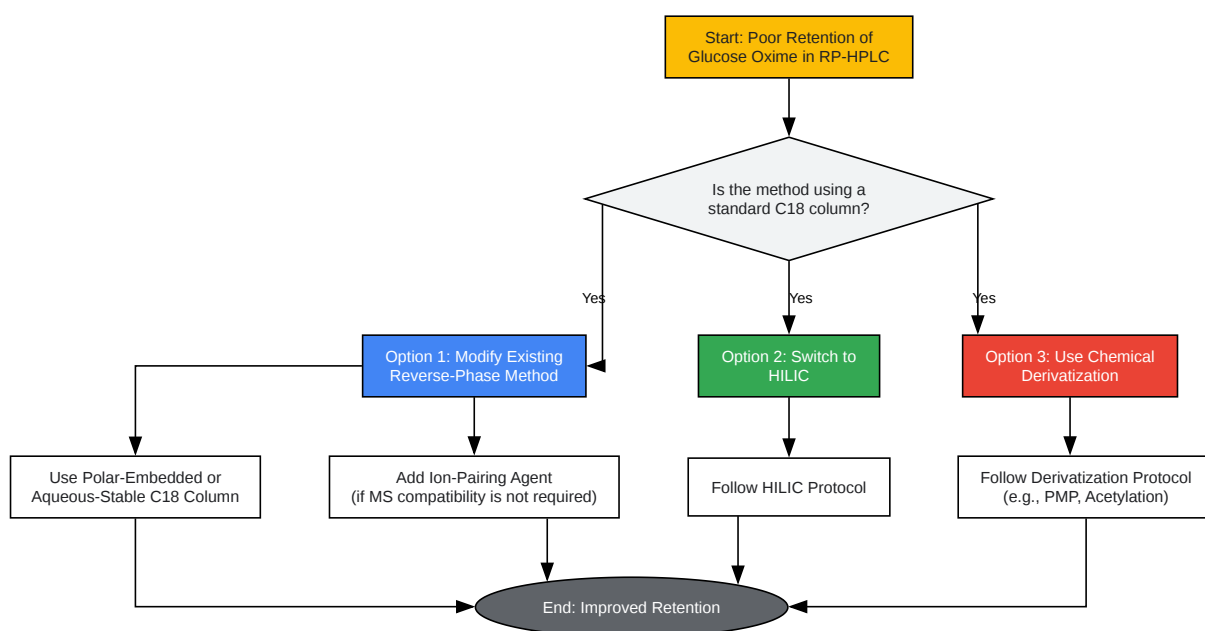 Start: Poor Retention of
Glucose Oxime in RP-HPLC
Is the method using a
standard C18 column?
Yes
Yes
Yes
Option 1: Modify Existing
Reverse-Phase Method
Option 2: Switch to
HILIC
Option 3: Use Chemical
Derivatization
Use Polar-Embedded or
Aqueous-Stable C18 Column
Add Ion-Pairing Agent
(if MS compatibility is not required)
Follow HILIC Protocol
Follow Derivatization Protocol
(e.g., PMP, Acetylation)
End: Improved Retention